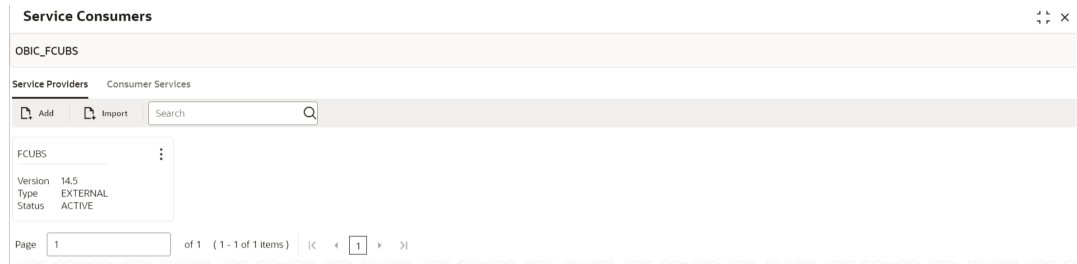 Service Consumers
OBIC_FCUBS
Service Providers Consumer Services
Add Import Search
FCUBS
Version 14.5
Type EXTERNAL
Status ACTIVE
Page 1 of 1 ( 1 - 1 of 1 items ) 1